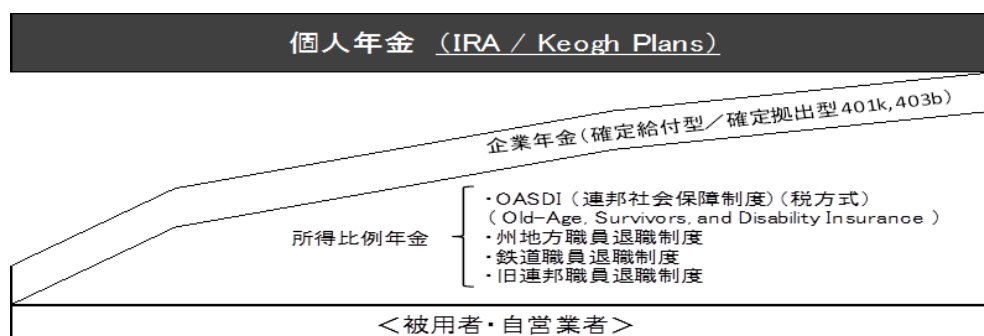 個人年金 (IRA / Keogh Plans)
企業年金(確定給付型／確定拠出型401k,403b)
所得比例年金
・OASDI (連邦社会保障制度) (税方式)
( Old-Age, Survivors, and Disability Insurance )
・州地方職員退職制度
・鉄道職員退職制度
・旧連邦職員退職制度
＜被用者・自営業者＞